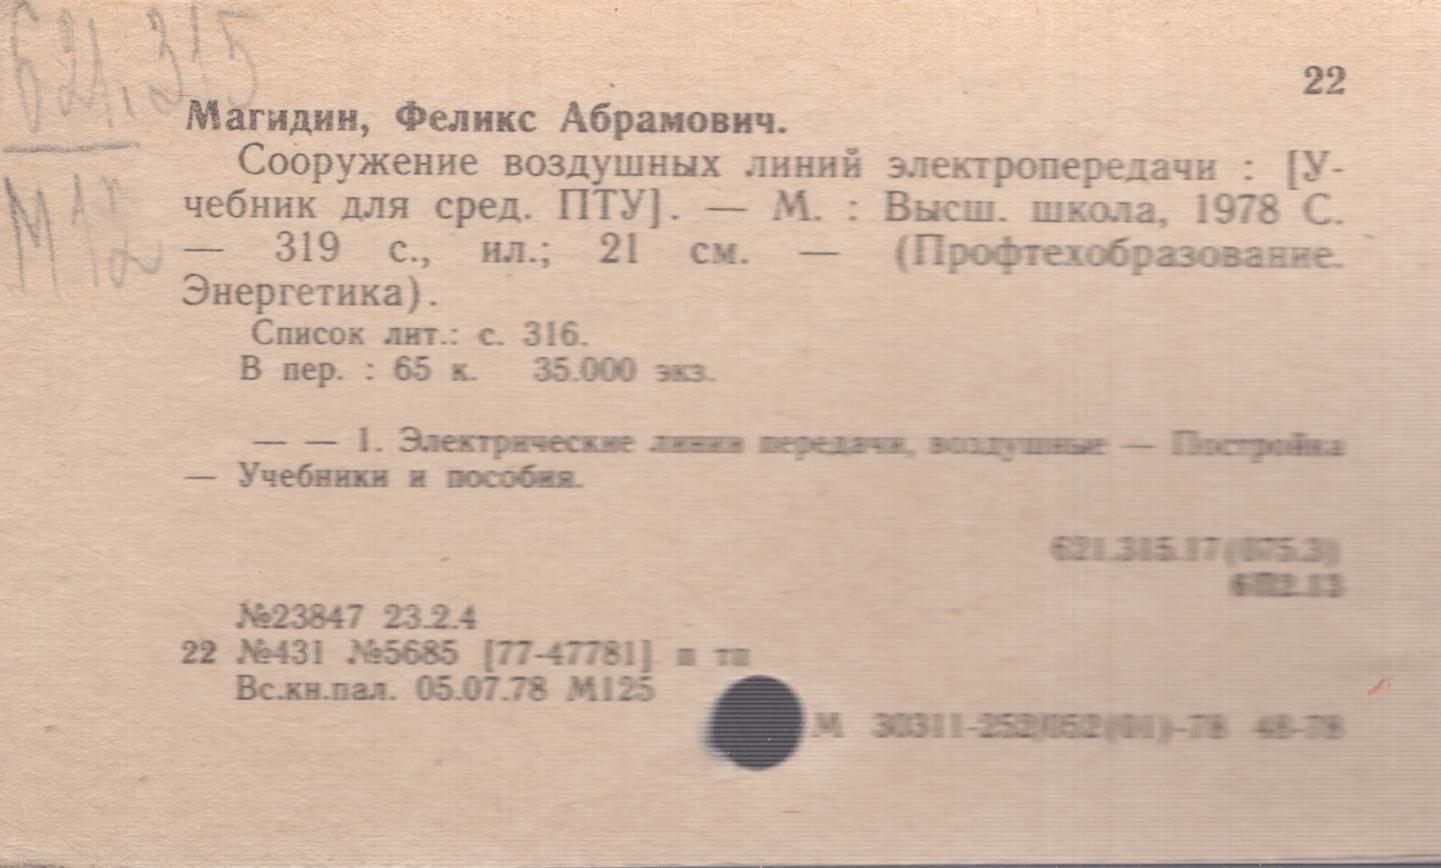 621.315
М12
22
Магидин, Феликс Абрамович.
Сооружение воздушных линий электропередачи : [У-
чебник для сред. ПТУ]. — М. : Высш. школа, 1978 С.
— 319 с., ил.; 21 см. — (Профтехобразование.
Энергетика).
Список лит.: с. 316.
В пер. : 65 к. 35.000 экз.
— — 1. Электрические линии передачи, воздушные — Постройка
— Учебники и пособия.
621.315.17(075.3)
6П2.13
№23847 23.2.4
22 №431 №5685 [77-47781] п тп
Вс.кн.пал. 05.07.78 М125
М 30311-252/052(01)-78 48-78